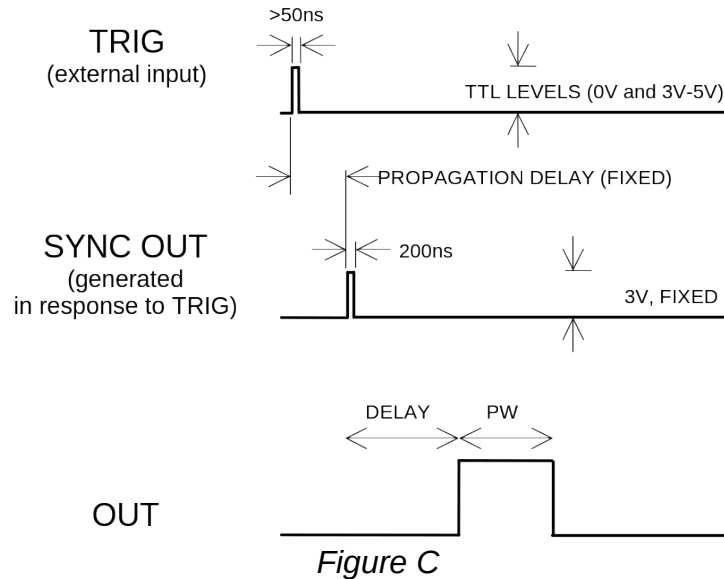 >50ns
TRIG
(external input)
TTL LEVELS (0V and 3V-5V)
PROPAGATION DELAY (FIXED)
SYNC OUT
(generated
in response to TRIG)
200ns
3V, FIXED
DELAY
PW
OUT
Figure C